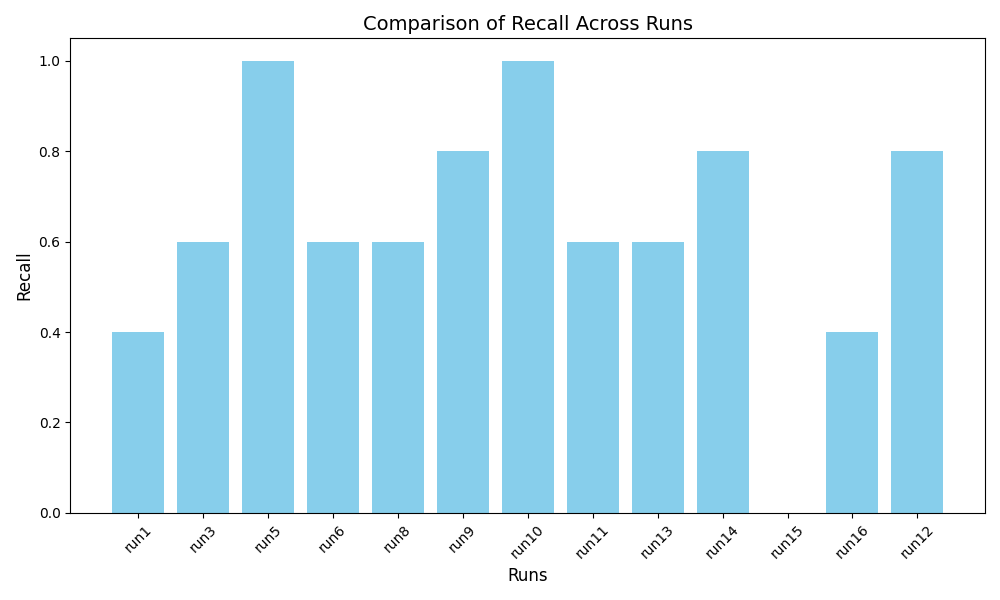 Comparison of Recall Across Runs
Recall
1.0
0.8
0.6
0.4
0.2
0.0
run1 run3 run5 run6 run8 run9 run10 run11 run13 run14 run15 run16 run12
Runs